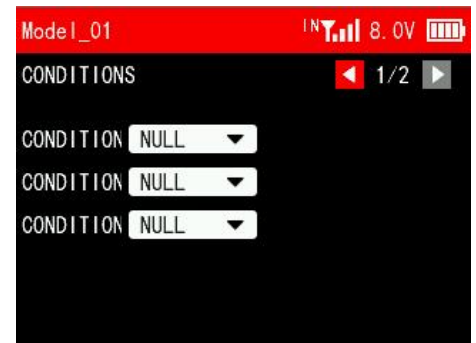 Model_01 IN 8.0V
CONDITIONS 1/2
CONDITION NULL
CONDITION NULL
CONDITION NULL